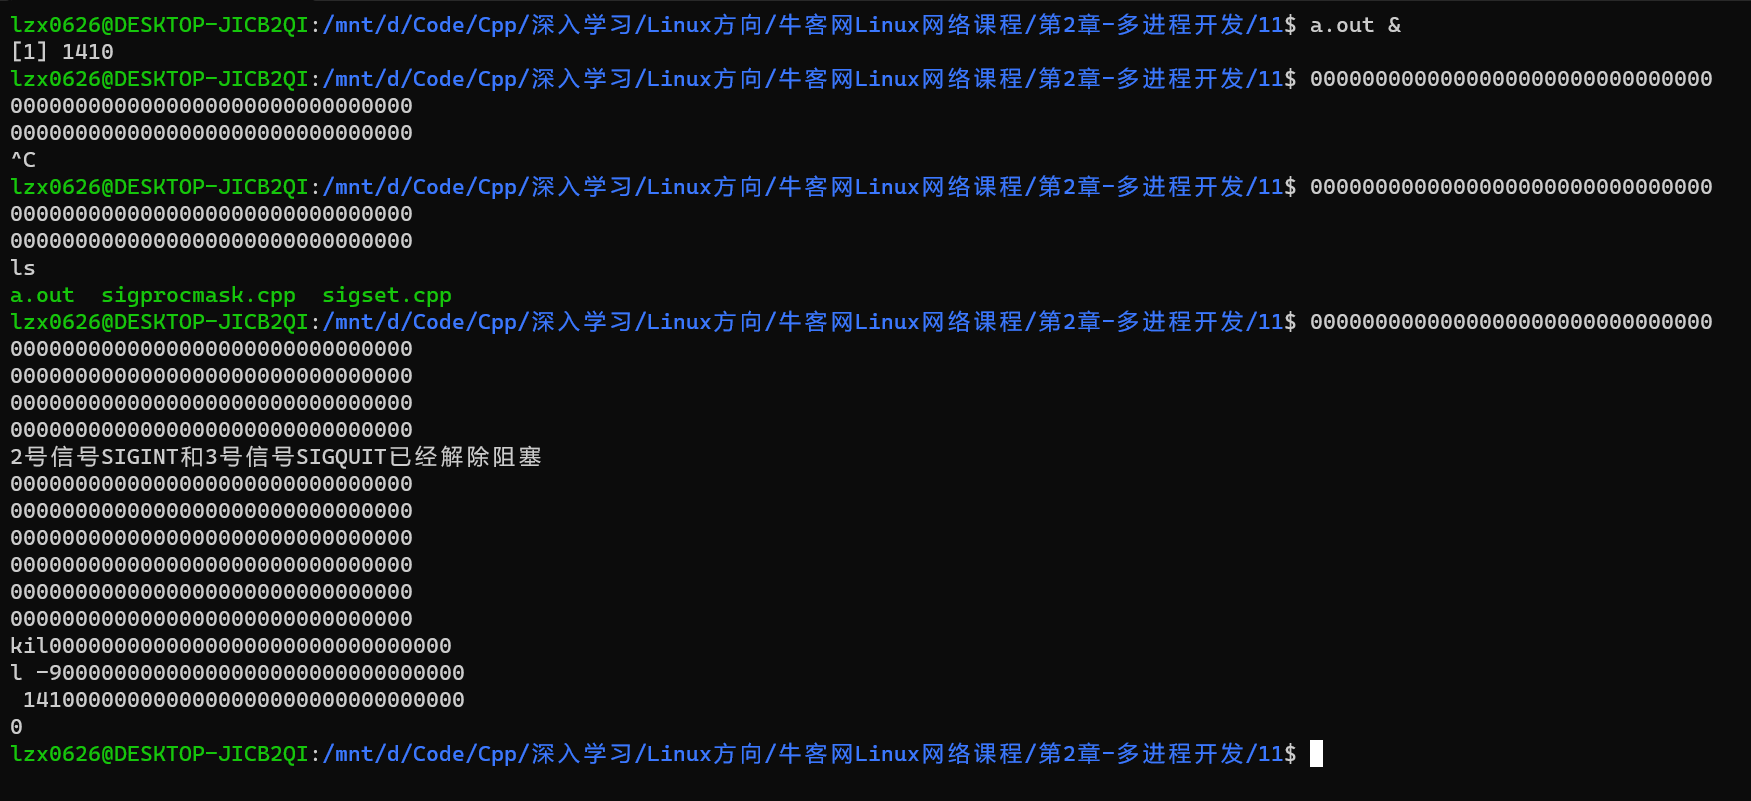 lzx0626@DESKTOP-JICB2QI:/mnt/d/Code/Cpp/深入学习/Linux方向/牛客网Linux网络课程/第2章-多进程开发/11$ a.out &
[1] 1410
lzx0626@DESKTOP-JICB2QI:/mnt/d/Code/Cpp/深入学习/Linux方向/牛客网Linux网络课程/第2章-多进程开发/11$ 0000000000000000000000000000000
0000000000000000000000000000000
0000000000000000000000000000000
^C
lzx0626@DESKTOP-JICB2QI:/mnt/d/Code/Cpp/深入学习/Linux方向/牛客网Linux网络课程/第2章-多进程开发/11$ 0000000000000000000000000000000
0000000000000000000000000000000
0000000000000000000000000000000
ls
a.out  sigprocmask.cpp  sigset.cpp
lzx0626@DESKTOP-JICB2QI:/mnt/d/Code/Cpp/深入学习/Linux方向/牛客网Linux网络课程/第2章-多进程开发/11$ 0000000000000000000000000000000
0000000000000000000000000000000
0000000000000000000000000000000
0000000000000000000000000000000
0000000000000000000000000000000
2号信号SIGINT和3号信号SIGQUIT已经解除阻塞
0000000000000000000000000000000
0000000000000000000000000000000
0000000000000000000000000000000
0000000000000000000000000000000
0000000000000000000000000000000
0000000000000000000000000000000
kil0000000000000000000000000000000
l -90000000000000000000000000000000
 1410000000000000000000000000000000
0
lzx0626@DESKTOP-JICB2QI:/mnt/d/Code/Cpp/深入学习/Linux方向/牛客网Linux网络课程/第2章-多进程开发/11$